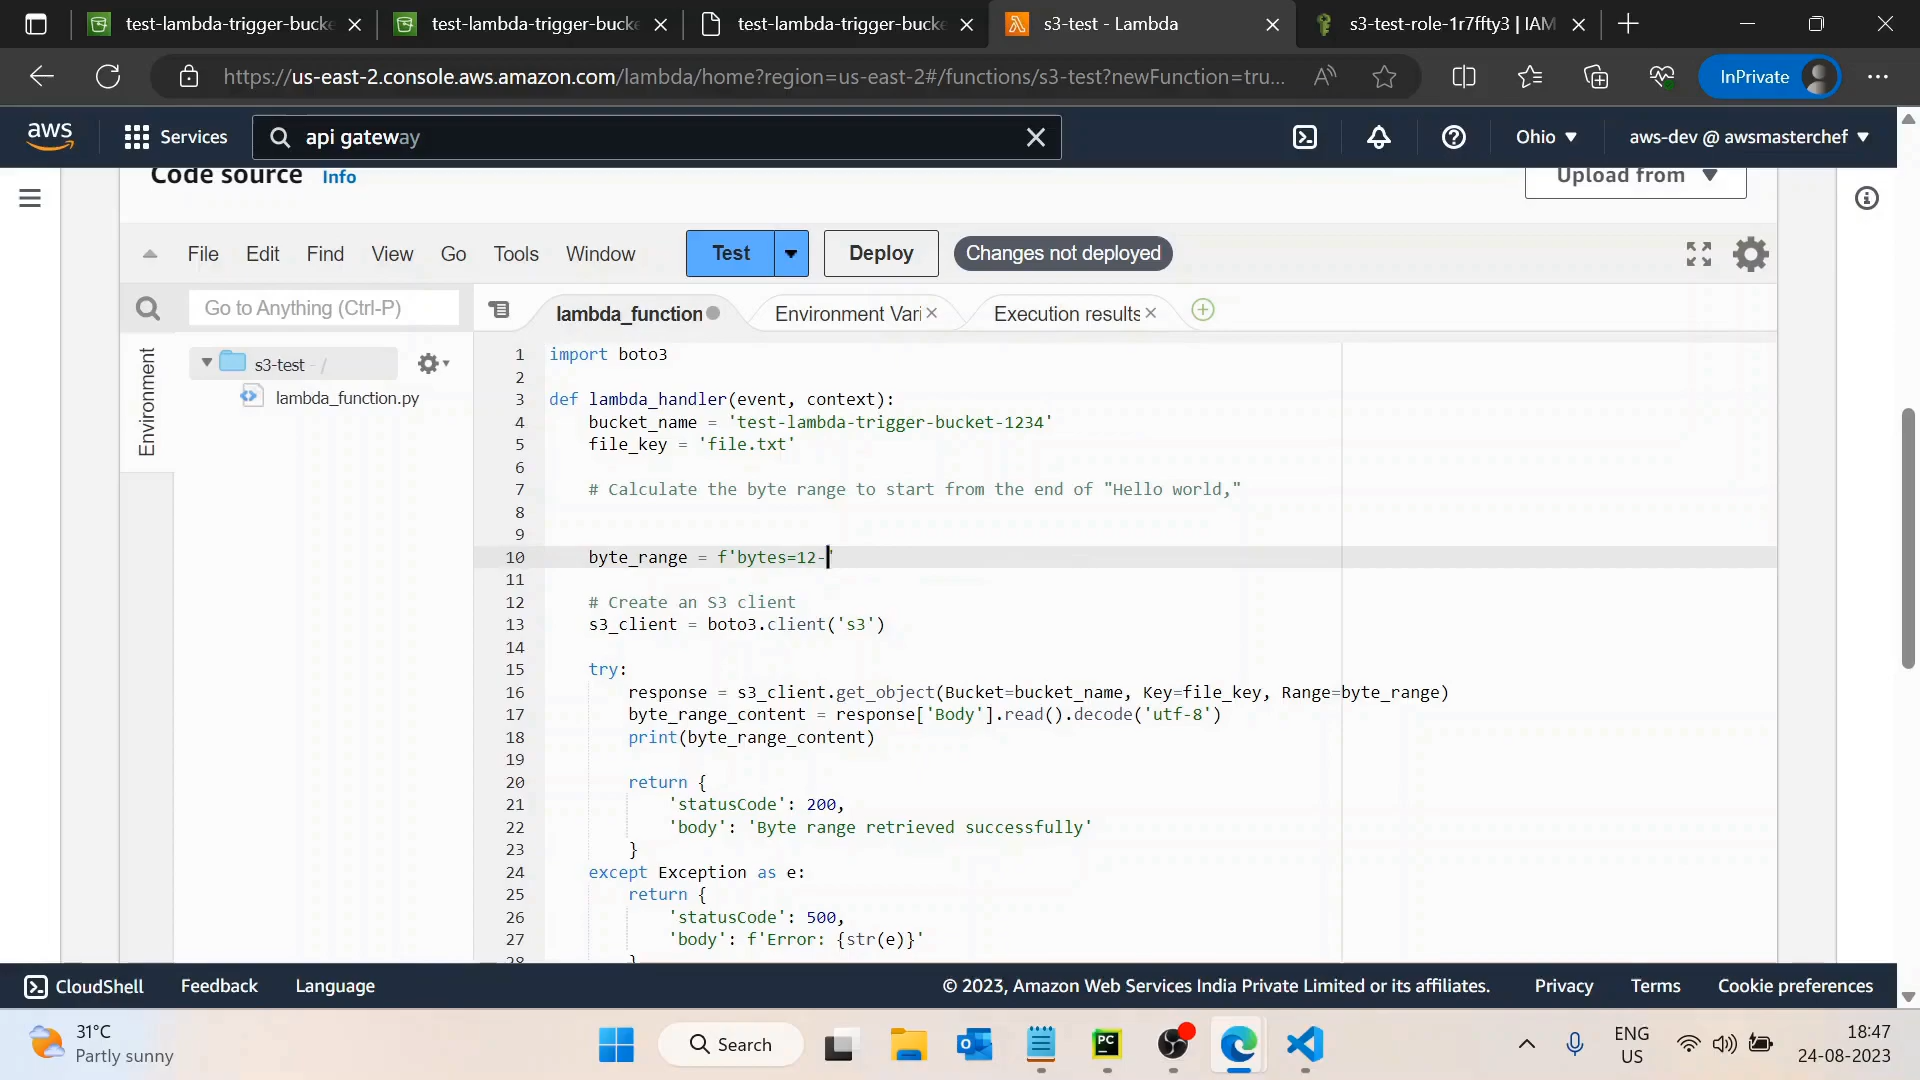 test-lambda-trigger-bucke
test-lambda-trigger-bucke
test-lambda-trigger-bucke
s3-test - Lambda
s3-test-role-1r7ffty3 | IAM
https://us-east-2.console.aws.amazon.com/lambda/home?region=us-east-2#/functions/s3-test?newFunction=tru...
InPrivate
aws
Services
api gateway
Ohio
aws-dev @ awsmasterchef
Code source Info
Upload from
File Edit Find View Go Tools Window
Test
Deploy
Changes not deployed
Go to Anything (Ctrl-P)
lambda_function
Environment Vari
Execution results
Environment
s3-test - /
lambda_function.py
1 import boto3
2
3 def lambda_handler(event, context):
4 bucket_name = 'test-lambda-trigger-bucket-1234'
5 file_key = 'file.txt'
6
7 # Calculate the byte range to start from the end of "Hello world,"
8
9
10 byte_range = f'bytes=12-'
11
12 # Create an S3 client
13 s3_client = boto3.client('s3')
14
15 try:
16 response = s3_client.get_object(Bucket=bucket_name, Key=file_key, Range=byte_range)
17 byte_range_content = response['Body'].read().decode('utf-8')
18 print(byte_range_content)
19
20 return {
21 'statusCode': 200,
22 'body': 'Byte range retrieved successfully'
23 }
24 except Exception as e:
25 return {
26 'statusCode': 500,
27 'body': f'Error: {str(e)}'
28 }
CloudShell
Feedback
Language
© 2023, Amazon Web Services India Private Limited or its affiliates.
Privacy
Terms
Cookie preferences
31°C
Partly sunny
Search
PC
ENG
US
18:47
24-08-2023